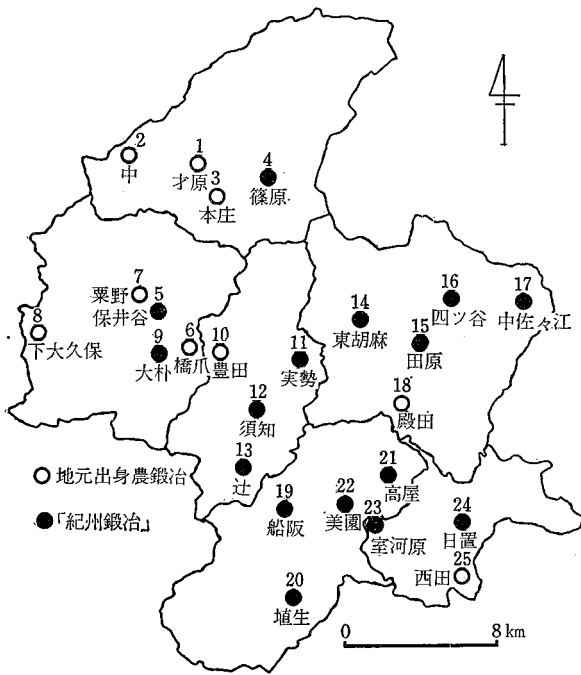 2
中
1
才原
3
本庄
4
篠原
7
粟野
5
保井谷
8
下大久保
9
大朴
6
橋爪
10
豊田
11
実勢
12
須知
13
辻
14
東胡麻
15
田原
16
四ッ谷
17
中佐々江
18
殿田
地元出身農鍛冶
「紀州鍛冶」
19
船阪
20
埴生
21
高屋
22
美園
23
室河原
24
日置
25
西田
0
8km